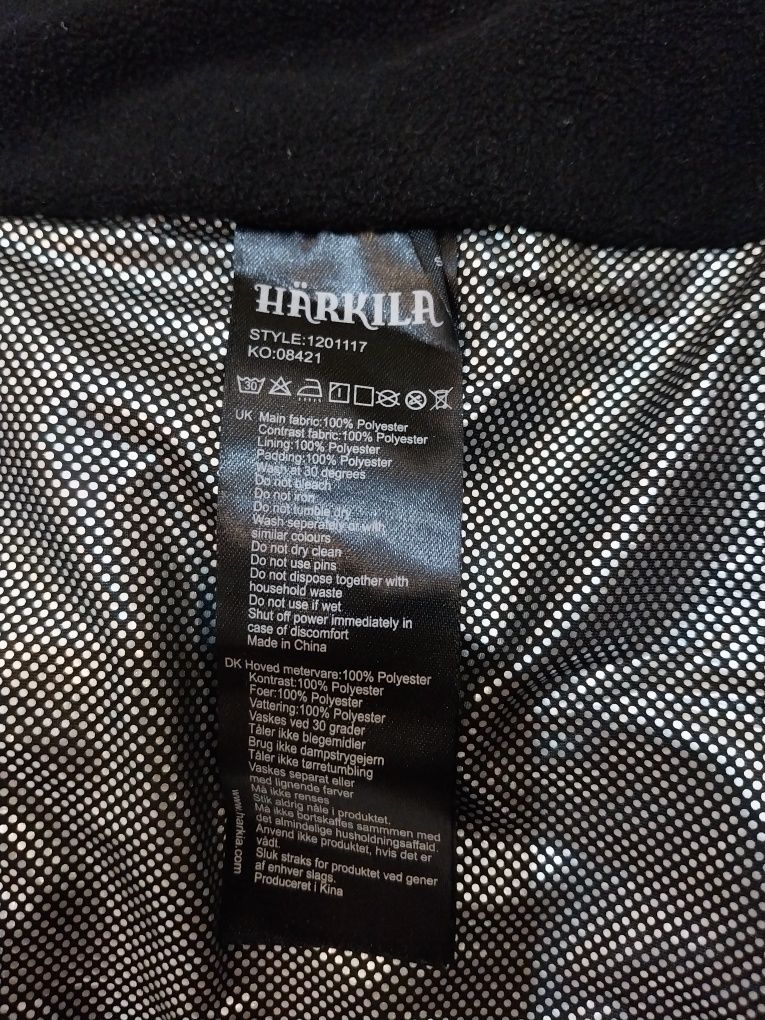 HÄRKILA
STYLE:1201117
KO:08421
30
UK Main fabric:100% Polyester
Contrast fabric:100% Polyester
Lining:100% Polyester
Padding:100% Polyester
Wash at 30 degrees
Do not bleach
Do not iron
Do not tumble dry
Wash seperately or with
similar colours
Do not dry clean
Do not use pins
Do not dispose together with
household waste
Do not use if wet
Shut off power immediately in
case of discomfort
Made in China
DK Hoved metervare:100% Polyester
Kontrast:100% Polyester
Foer:100% Polyester
Vattering:100% Polyester
Vaskes ved 30 grader
Tåler ikke blegemidler
Brug ikke dampstrygejern
Tåler ikke tørretumbling
Vaskes separat eller
med lignende farver
Må ikke renses
Stik aldrig nåle i produktet.
Må ikke bortskaffes sammmen med
det almindelige husholdningsaffald.
Anvend ikke produktet, hvis det er
vådt.
Sluk straks for produktet ved gener
af enhver slags.
Produceret i Kina
www.harkila.com